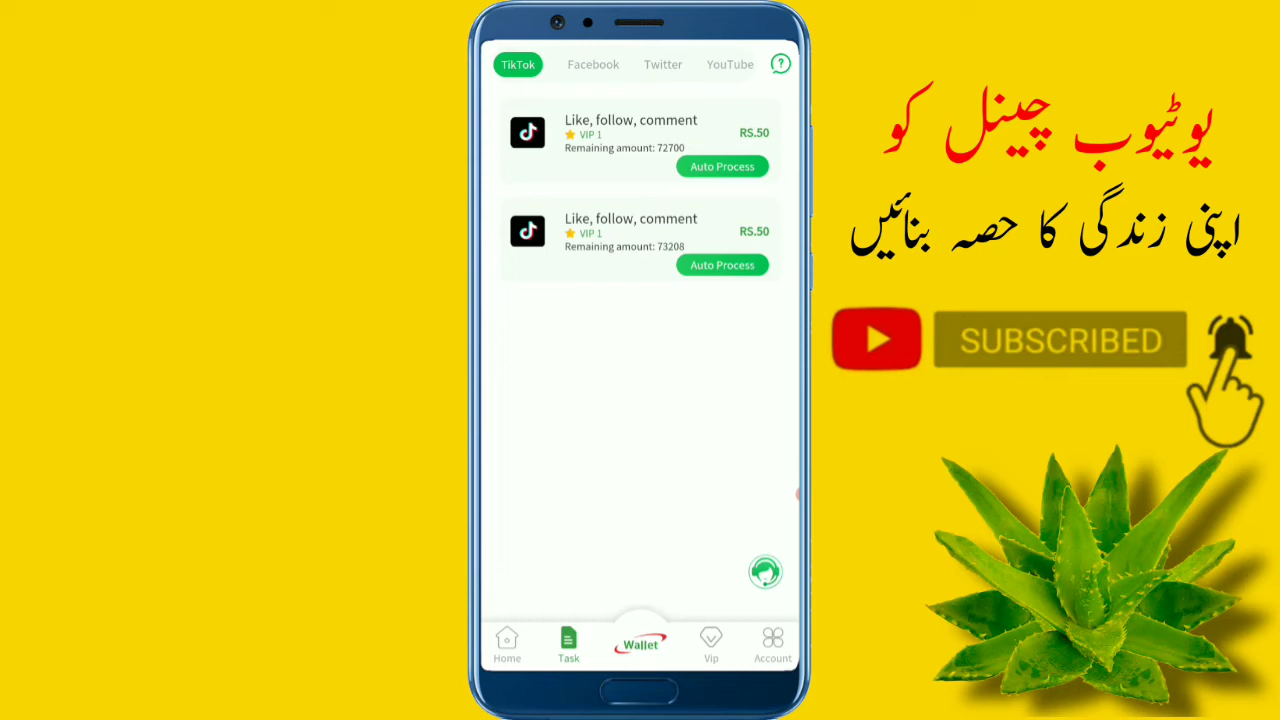 TikTok Facebook Twitter YouTube ?
Like, follow, comment
VIP 1
RS.50
Remaining amount: 72700
Auto Process
Like, follow, comment
VIP 1
RS.50
Remaining amount: 73208
Auto Process
Home Task Wallet Vip Account
یوٹیوب چینل کو
اپنی زندگی کا حصہ بنائیں
SUBSCRIBED